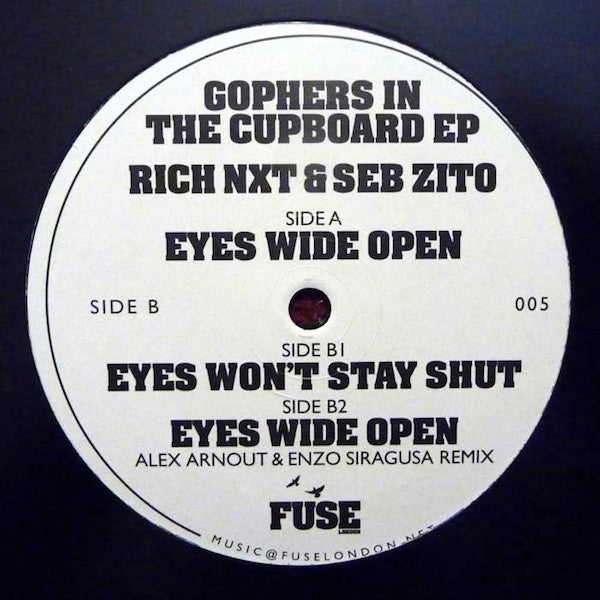 GOPHERS IN
THE CUPBOARD EP
RICH NXT & SEB ZITO
SIDE A
EYES WIDE OPEN
SIDE B
005
SIDE B1
EYES WON'T STAY SHUT
SIDE B2
EYES WIDE OPEN
ALEX ARNOUT & ENZO SIRAGUSA REMIX
FUSE
LONDON
MUSIC@FUSELONDON.NET